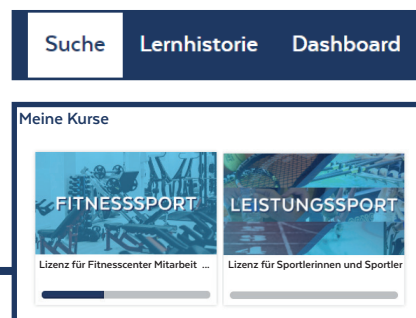 Suche Lernhistorie Dashboard
Meine Kurse
FITNESSSPORT LEISTUNGSSPORT
Lizenz für Fitnesscenter Mitarbeit ... Lizenz für Sportlerinnen und Sportler